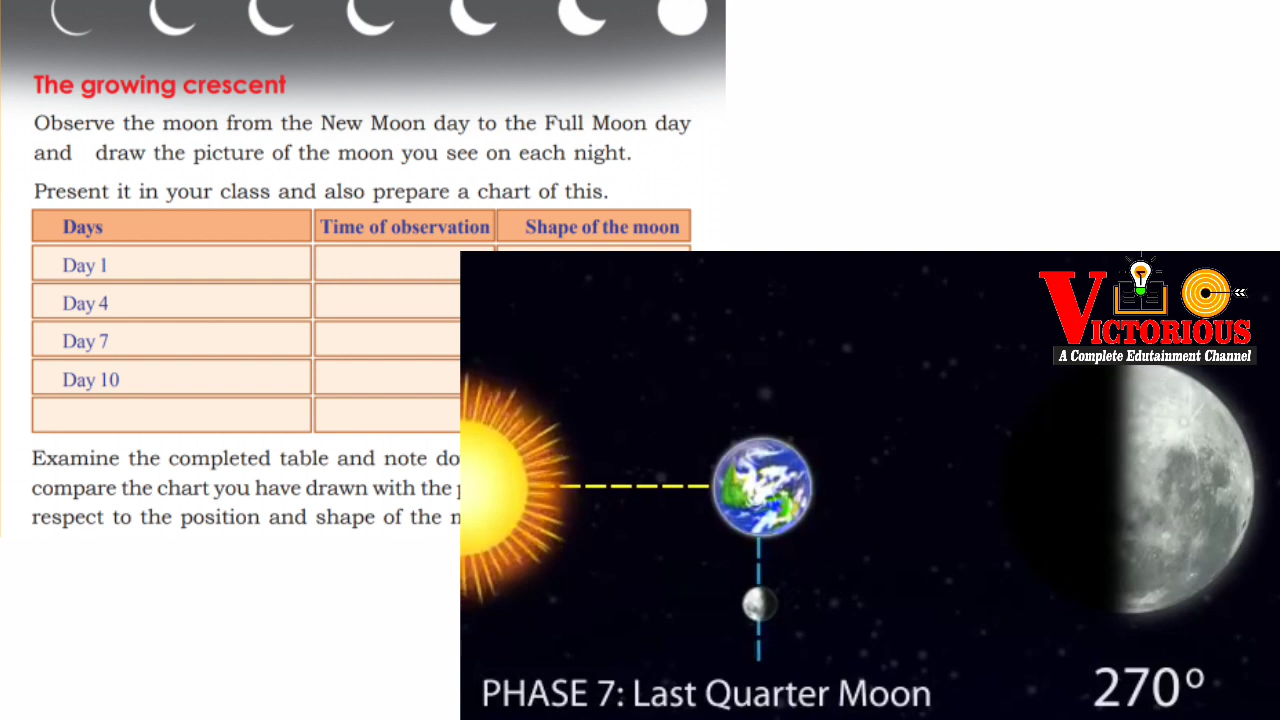 The growing crescent
Observe the moon from the New Moon day to the Full Moon day
and draw the picture of the moon you see on each night.
Present it in your class and also prepare a chart of this.
Days Time of observation Shape of the moon
Day 1
Day 4
Day 7
Day 10
Examine the completed table and note
compare the chart you have drawn with the
respect to the position and shape of the
VICTORIOUS
A Complete Edutainment Channel
PHASE 7: Last Quarter Moon
270º